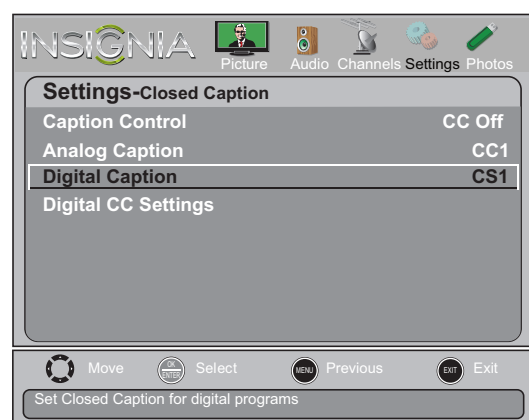 INSIGNIA
Picture Audio Channels Settings Photos
Settings-Closed Caption
Caption Control CC Off
Analog Caption CC1
Digital Caption CS1
Digital CC Settings
Move OK ENTER Select MENU Previous EXIT Exit
Set Closed Caption for digital programs